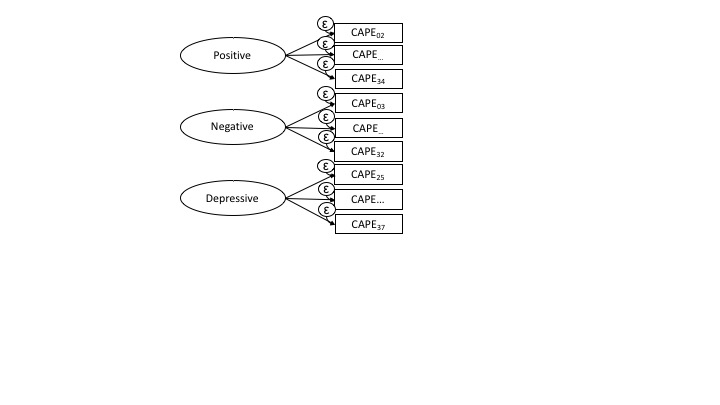 ε
CAPE02
Positive
ε
CAPE...
ε
CAPE34
ε
CAPE03
Negative
ε
CAPE...
ε
CAPE32
ε
CAPE25
Depressive
ε
CAPE...
ε
CAPE37